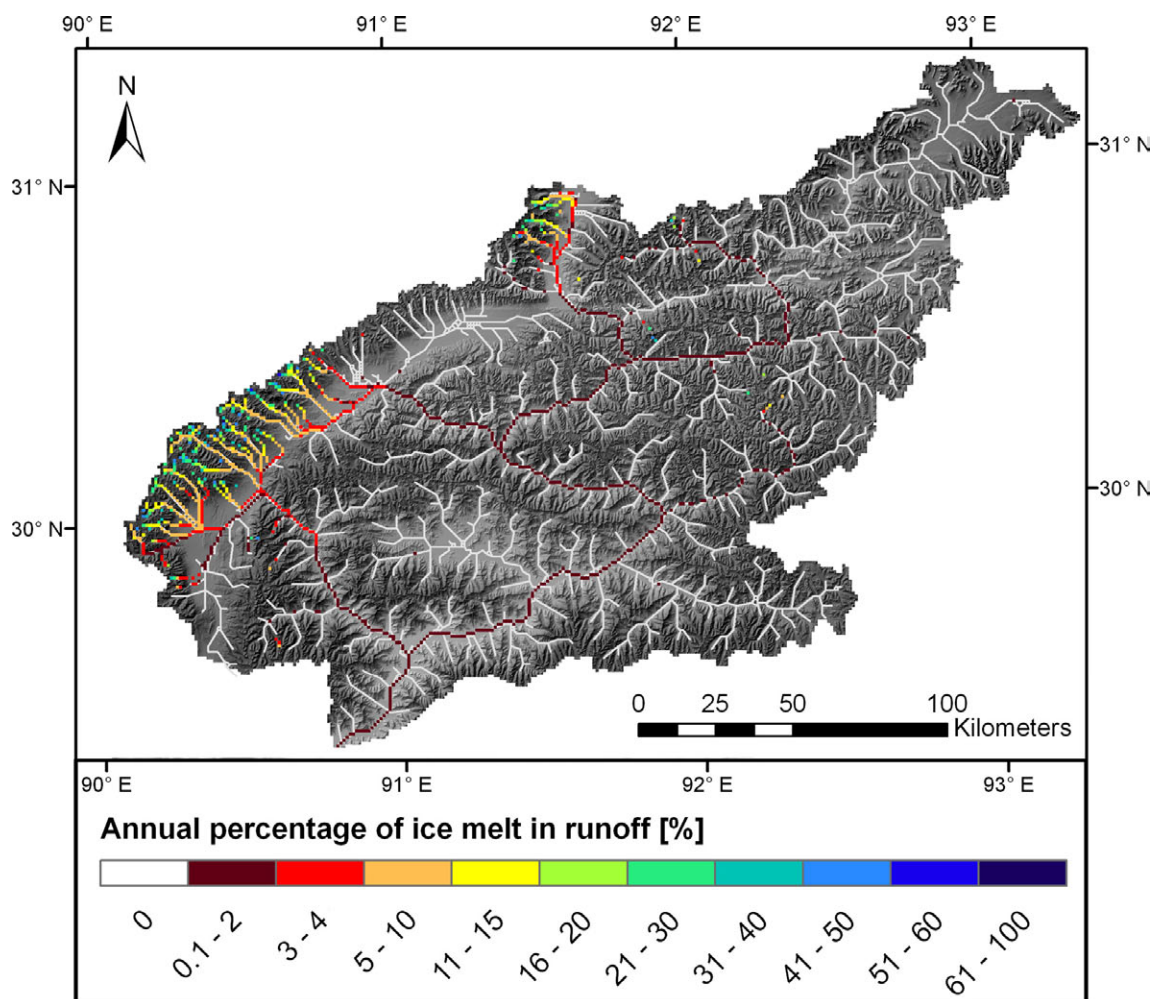 90° E 91° E 92° E 93° E
N
31° N
31° N
30° N
30° N
0 25 50 100
Kilometers
90° E 91° E 92° E 93° E
Annual percentage of ice melt in runoff [%]
0
0.1 - 2
3 - 4
5 - 10
11 - 15
16 - 20
21 - 30
31 - 40
41 - 50
51 - 60
61 - 100